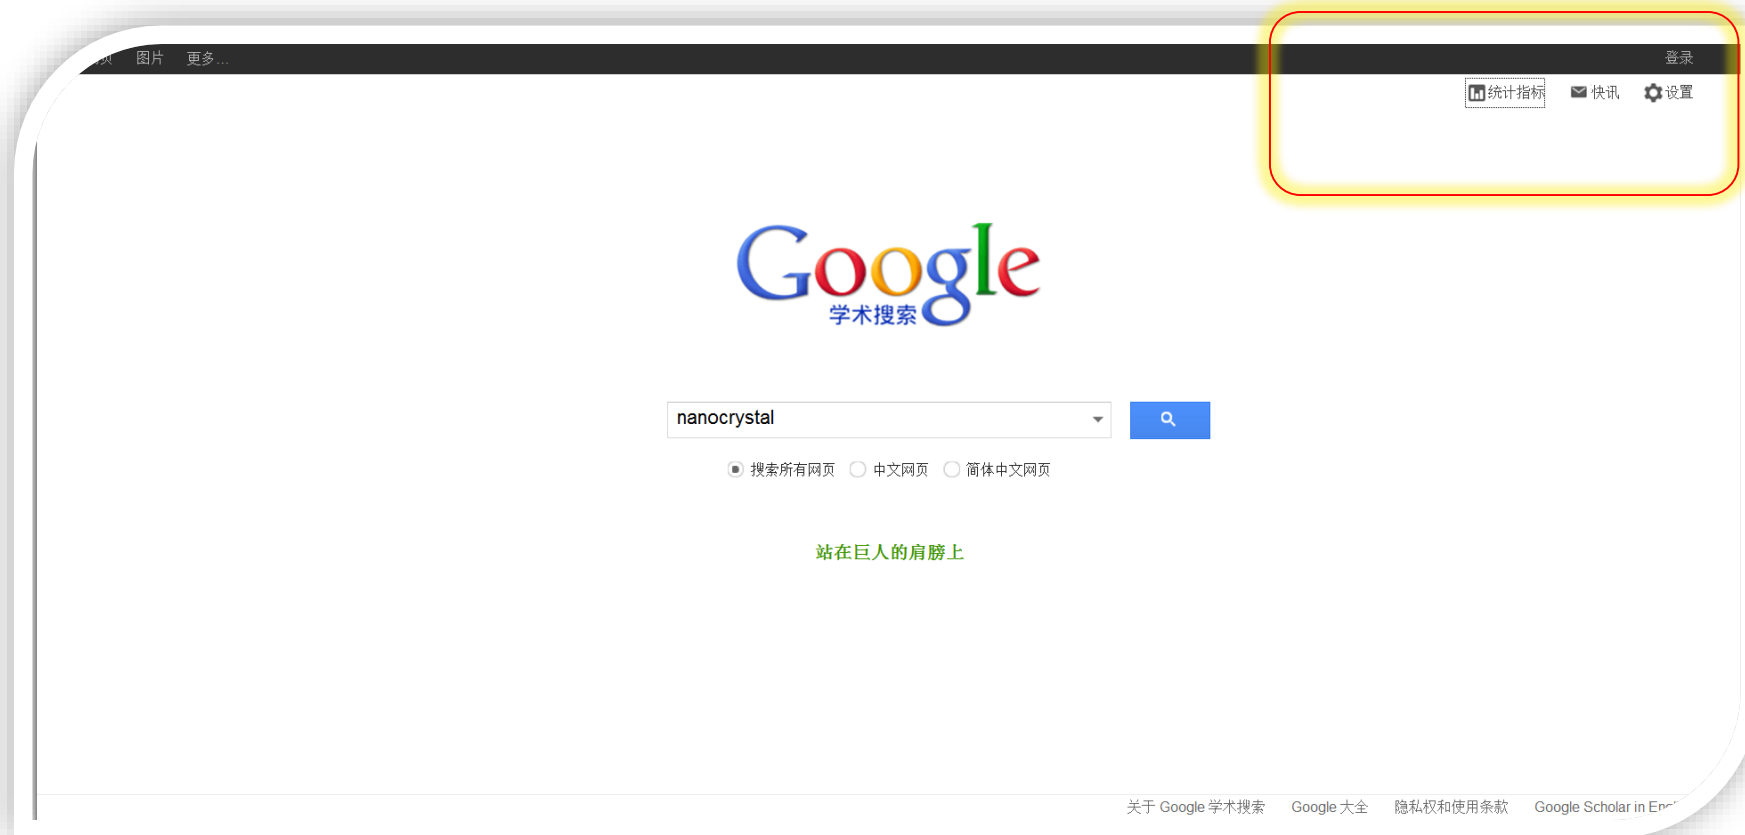 图片 更多...
登录
统计指标 快讯 设置
Google
学术搜索
nanocrystal
搜索所有网页 中文网页 简体中文网页
站在巨人的肩膀上
关于 Google 学术搜索 Google 大全 隐私权和使用条款 Google Scholar in